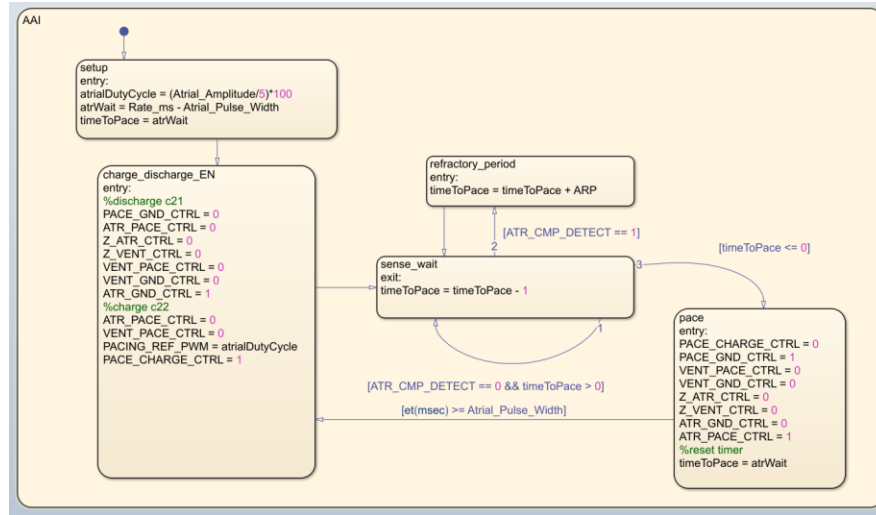 AAI
setup
entry:
atrialDutyCycle = (Atrial_Amplitude/5)*100
atrWait = Rate_ms - Atrial_Pulse_Width
timeToPace = atrWait
charge_discharge_EN
entry:
%discharge c21
PACE_GND_CTRL = 0
ATR_PACE_CTRL = 0
Z_ATR_CTRL = 0
Z_VENT_CTRL = 0
VENT_PACE_CTRL = 0
VENT_GND_CTRL = 0
ATR_GND_CTRL = 1
%charge c22
ATR_PACE_CTRL = 0
VENT_PACE_CTRL = 0
PACING_REF_PWM = atrialDutyCycle
PACE_CHARGE_CTRL = 1
refractory_period
entry:
timeToPace = timeToPace + ARP
[ATR_CMP_DETECT == 1]
2
sense_wait
exit:
timeToPace = timeToPace - 1
3
[timeToPace <= 0]
1
[ATR_CMP_DETECT == 0 && timeToPace > 0]
[et(msec) >= Atrial_Pulse_Width]
pace
entry:
PACE_CHARGE_CTRL = 0
PACE_GND_CTRL = 1
VENT_PACE_CTRL = 0
VENT_GND_CTRL = 0
Z_ATR_CTRL = 0
Z_VENT_CTRL = 0
ATR_GND_CTRL = 0
ATR_PACE_CTRL = 1
%reset timer
timeToPace = atrWait